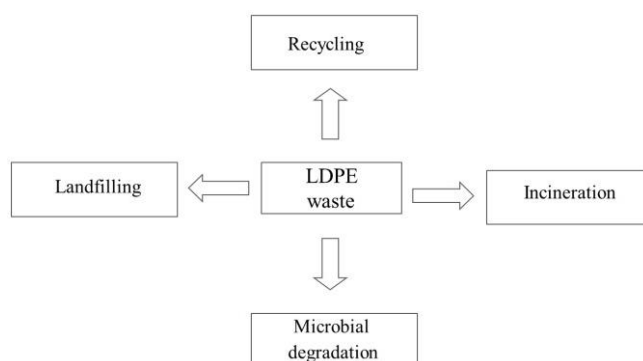 Recycling
Landfilling
LDPE
waste
Incineration
Microbial
degradation